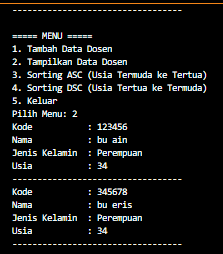 -----------------------------------
===== MENU =====
1. Tambah Data Dosen
2. Tampilkan Data Dosen
3. Sorting ASC (Usia Termuda ke Tertua)
4. Sorting DSC (Usia Tertua ke Termuda)
5. Keluar
Pilih Menu: 2
Kode          : 123456
Nama          : bu ain
Jenis Kelamin : Perempuan
Usia          : 34
-----------------------------------
Kode          : 345678
Nama          : bu eris
Jenis Kelamin : Perempuan
Usia          : 34
-----------------------------------